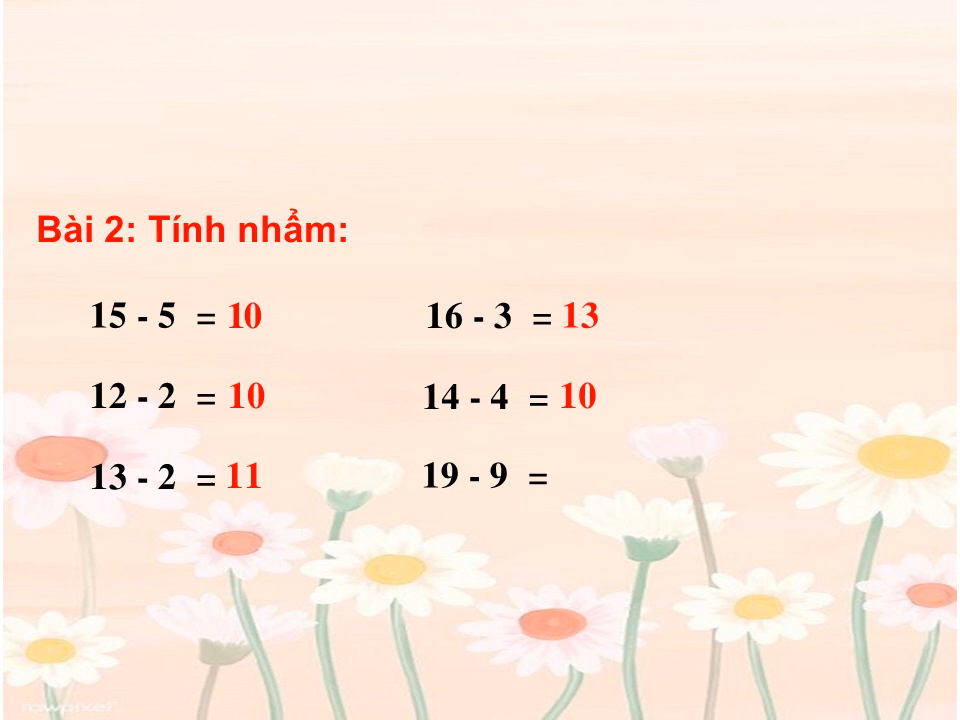 Bài 2: Tính nhẩm:
15 - 5 = 10
16 - 3 = 13
12 - 2 = 10
14 - 4 = 10
13 - 2 = 11
19 - 9 =
rawpixel